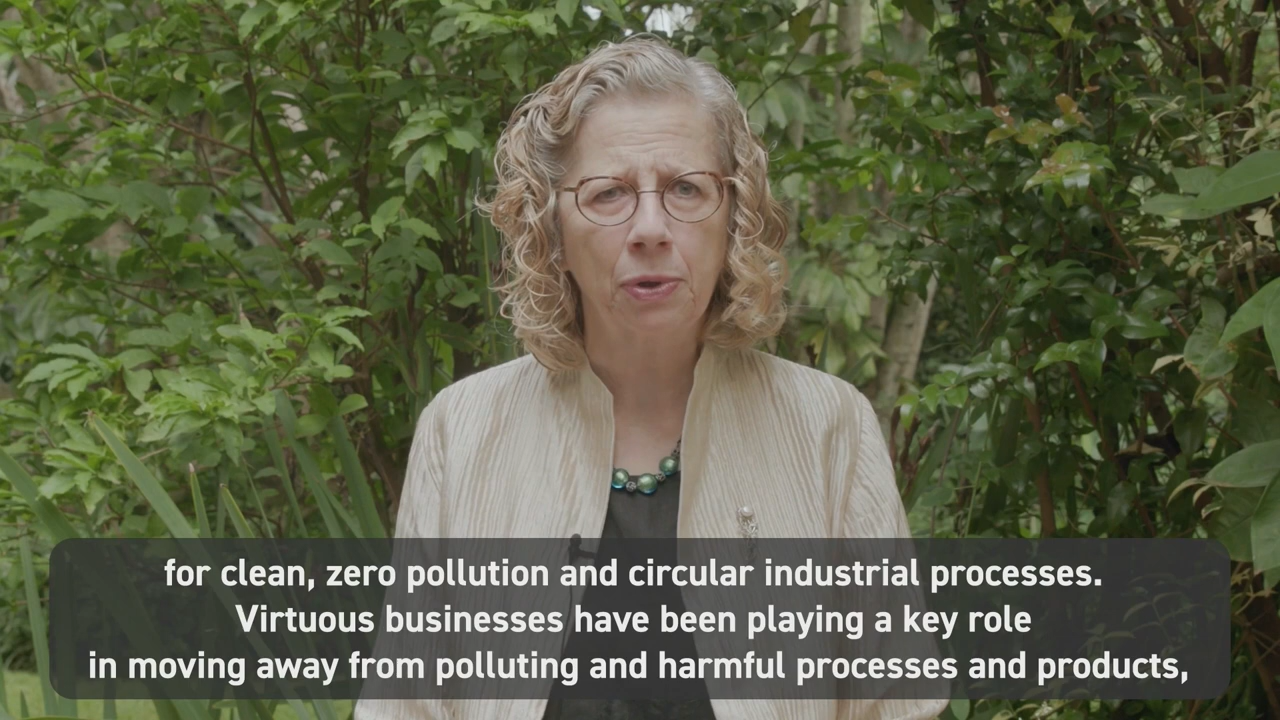 for clean, zero pollution and circular industrial processes.
Virtuous businesses have been playing a key role
in moving away from polluting and harmful processes and products,